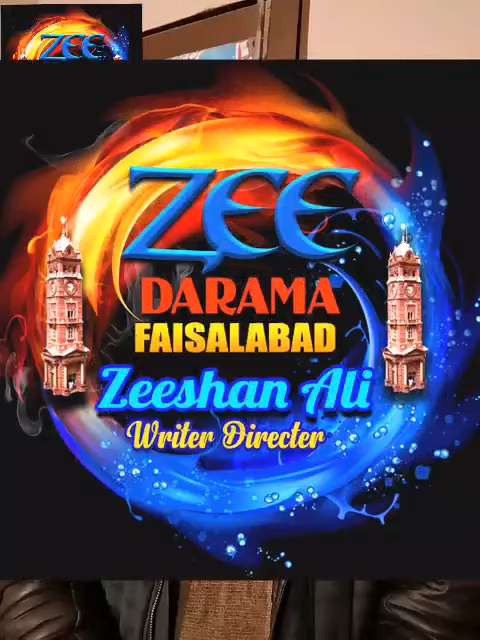 ZEE
ZEE
DARAMA
FAISALABAD
Zeeshan Ali
Writer Directer